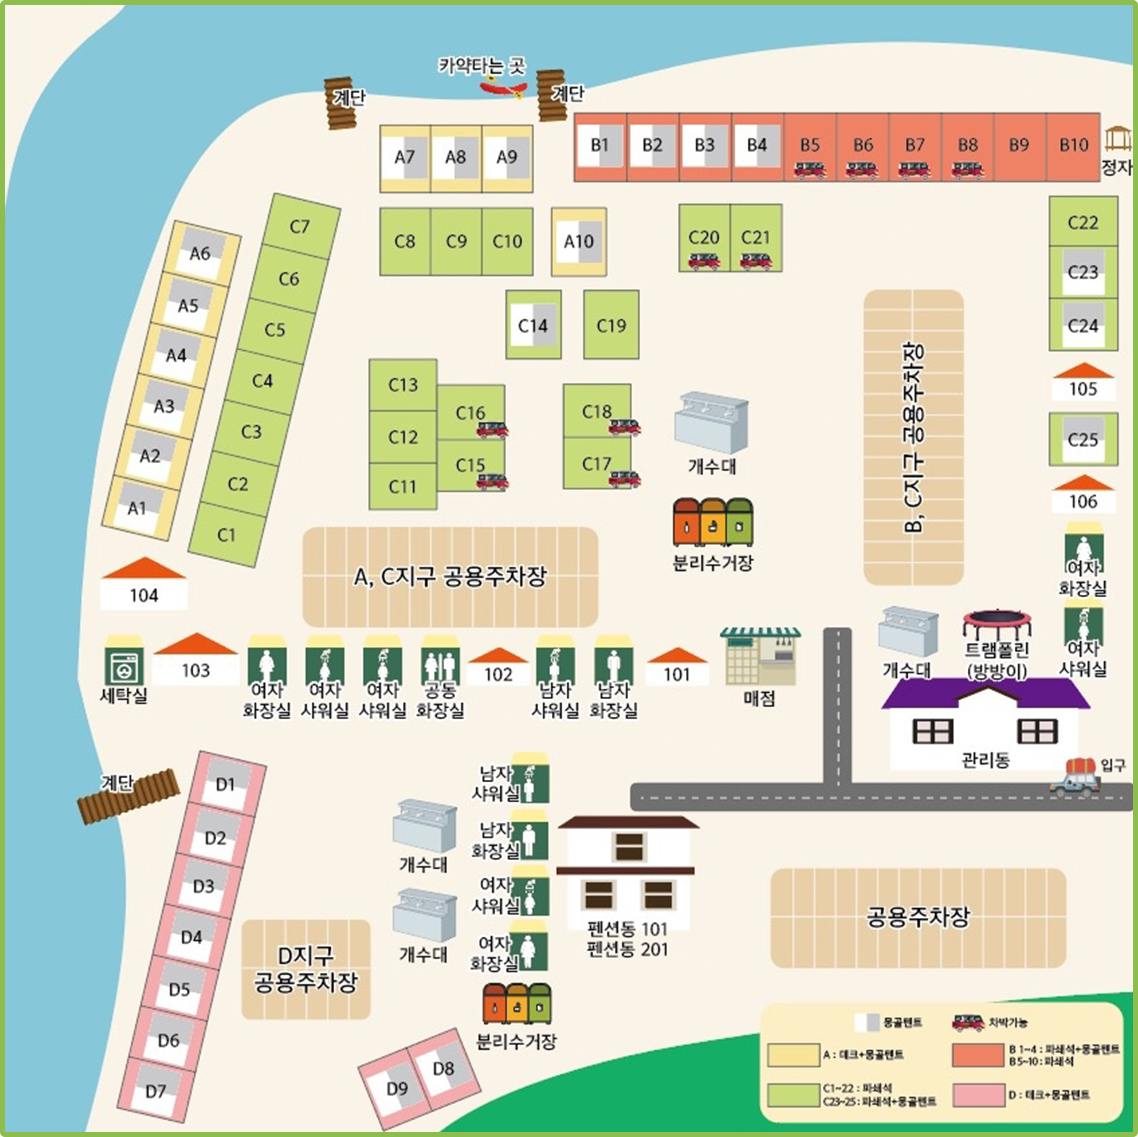 카약타는 곳
계단
계단
A7
A8
A9
B1
B2
B3
B4
B5
B6
B7
B8
B9
B10
정자
C7
C6
C5
C4
C3
C2
C1
A6
A5
A4
A3
A2
A1
C8
C9
C10
A10
C20
C21
C22
C23
C24
C14
C19
C13
C12
C11
C16
C15
C18
C17
개수대
분리수거장
B, C지구 공용주차장
105
C25
106
여자
화장실
여자
샤워실
A, C지구 공용주차장
104
세탁실
103
여자
화장실
여자
샤워실
여자
샤워실
공동
화장실
102
남자
샤워실
남자
화장실
101
매점
개수대
트램폴린
(방방이)
관리동
입구
계단
D1
D2
D3
D4
D5
D6
D7
D지구
공용주차장
개수대
개수대
남자
샤워실
남자
화장실
여자
샤워실
여자
화장실
분리수거장
펜션동 101
펜션동 201
공용주차장
D9
D8
몽골텐트
차박가능
A : 데크+몽골텐트
B 1~4 : 파쇄석+몽골텐트
B 5~10 : 파쇄석
C1~22 : 파쇄석
C23~25 : 파쇄석+몽골텐트
D : 데크+몽골텐트